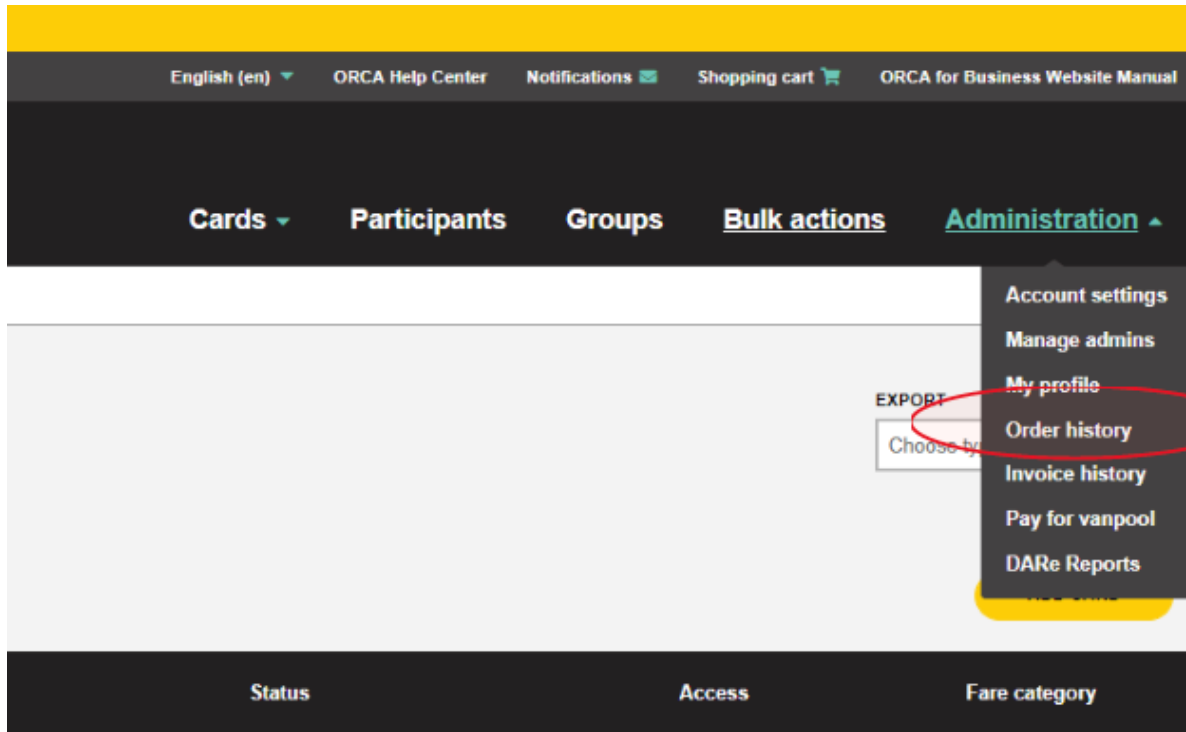 English (en) ORCA Help Center Notifications Shopping cart ORCA for Business Website Manual
Cards Participants Groups Bulk actions Administration
Account settings
Manage admins
My profile
EXPORT
Order history
Choose
Invoice history
Pay for vanpool
DARe Reports
Status Access Fare category